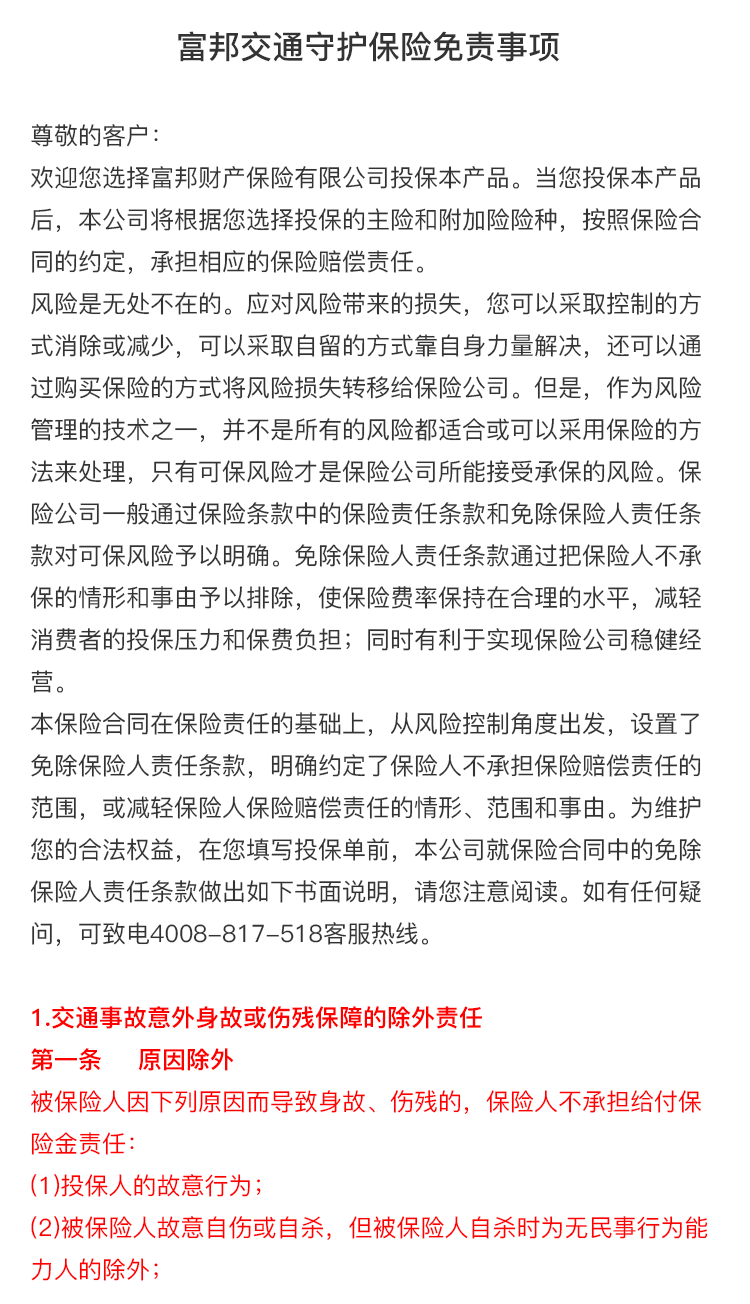 富邦交通守护保险免责事项
尊敬的客户：
欢迎您选择富邦财产保险有限公司投保本产品。当您投保本产品
后，本公司将根据您选择投保的主险和附加险险种，按照保险合
同的约定，承担相应的保险赔偿责任。
风险是无处不在的。应对风险带来的损失，您可以采取控制的方
式消除或减少，可以采取自留的方式靠自身力量解决，还可以通
过购买保险的方式将风险损失转移给保险公司。但是，作为风险
管理的技术之一，并不是所有的风险都适合或可以采用保险的方
法来处理，只有可保风险才是保险公司所能接受承保的风险。保
险公司一般通过保险条款中的保险责任条款和免除保险人责任条
款对可保风险予以明确。免除保险人责任条款通过把保险人不承
保的情形和事由予以排除，使保险费率保持在合理的水平，减轻
消费者的投保压力和保费负担；同时有利于实现保险公司稳健经
营。
本保险合同在保险责任的基础上，从风险控制角度出发，设置了
免除保险人责任条款，明确约定了保险人不承担保险赔偿责任的
范围，或减轻保险人保险赔偿责任的情形、范围和事由。为维护
您的合法权益，在您填写投保单前，本公司就保险合同中的免除
保险人责任条款做出如下书面说明，请您注意阅读。如有任何疑
问，可致电4008-817-518客服热线。
1.交通事故意外身故或伤残保障的除外责任
第一条　原因除外
被保险人因下列原因而导致身故、伤残的，保险人不承担给付保
险金责任：
(1)投保人的故意行为；
(2)被保险人故意自伤或自杀，但被保险人自杀时为无民事行为能
力人的除外；